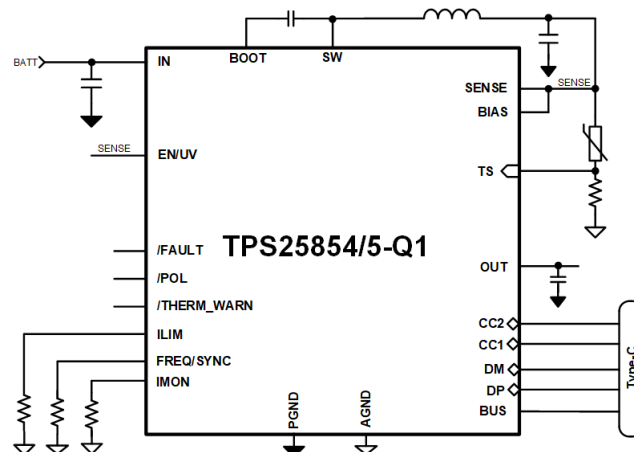 BOOT
SW
BATT
IN
SENSE
SENSE
BIAS
SENSE
EN/UV
TS
TPS25854/5-Q1
/FAULT
OUT
/POL
/THERM_WARN
CC2
ILIM
CC1
FREQ/SYNC
DM
IMON
DP
BUS
PGND
AGND
Type-C